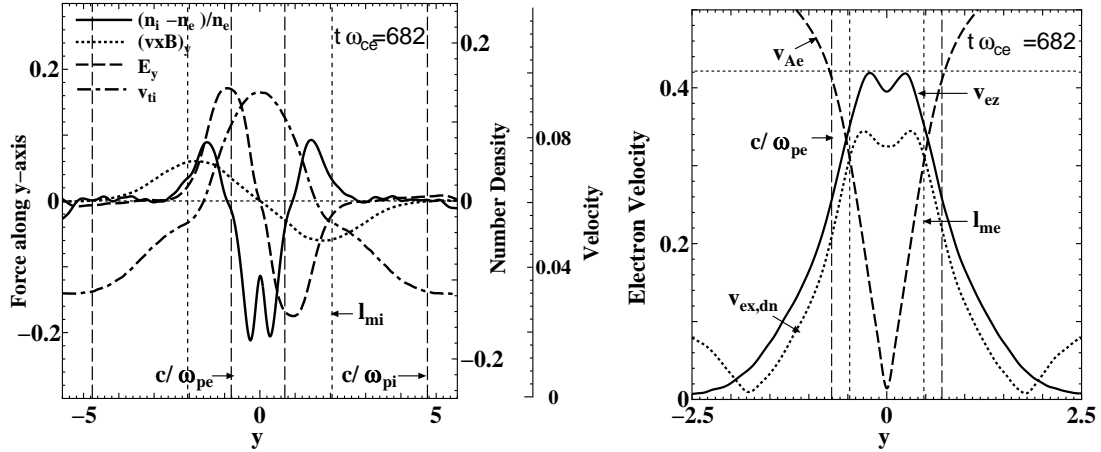 (n_i −n_e)/n_e
(vxB)_y
E_y
v_ti
t ω_ce=682
0.2
0
−0.2
Force along y−axis
c/ω_pe
c/ω_pi
l_mi
−5
0
5
y
0.2
0
−0.2
Number Density
0.08
0.04
0
Velocity
t ω_ce=682
v_Ae
v_ez
c/ω_pe
l_me
v_ex,dn
0.4
0.2
0
Electron Velocity
−2.5
0
2.5
y